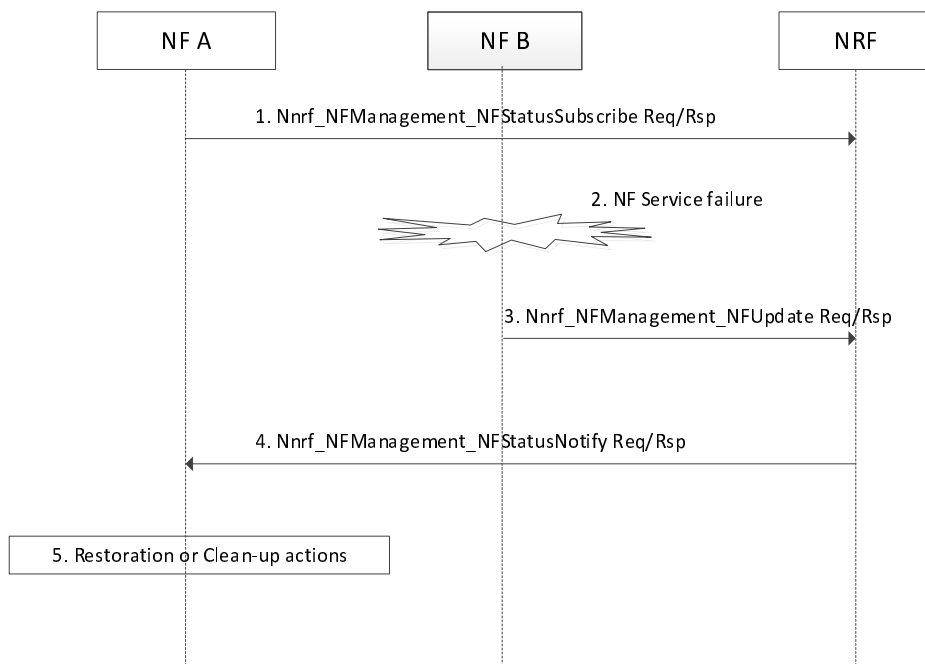 NF A
NF B
NRF
1. Nnrf_NFManagement_NFStatusSubscribe Req/Rsp
2. NF Service failure
3. Nnrf_NFManagement_NFUpdate Req/Rsp
4. Nnrf_NFManagement_NFStatusNotify Req/Rsp
5. Restoration or Clean-up actions